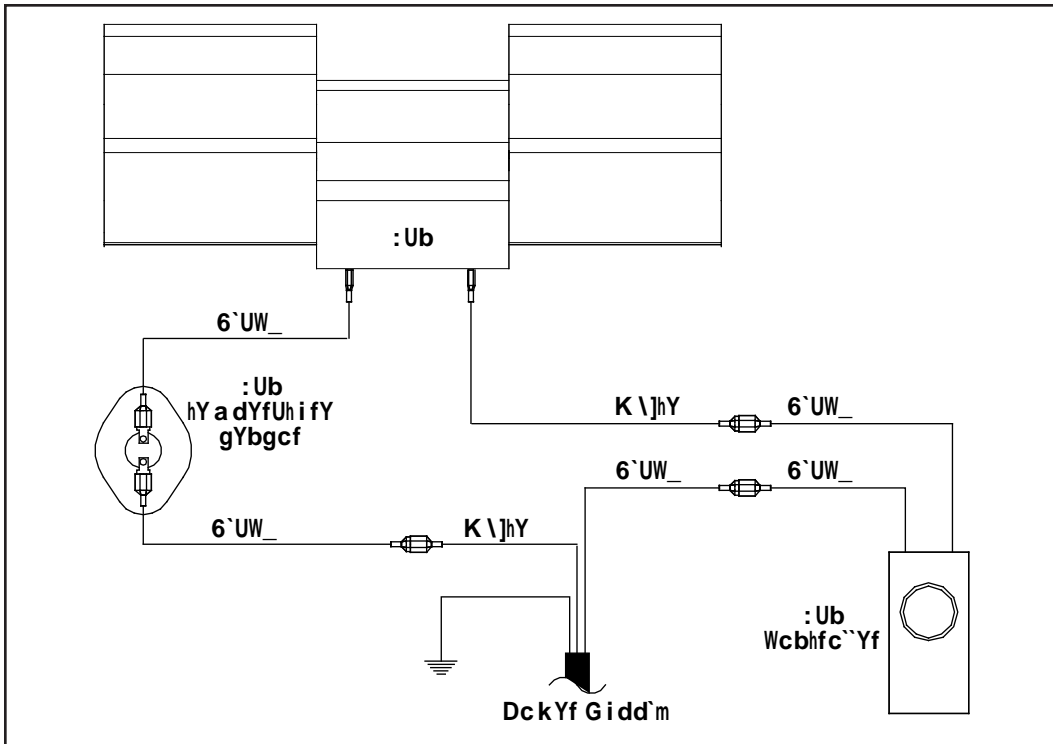 :Ub
6`UW_
:Ub
hYadYfUhifY
gYbgcf
K\]hY
6`UW_
6`UW_
6`UW_
6`UW_
K\]hY
:Ub
Wcbhfc``Yf
DckYf Gidd`m